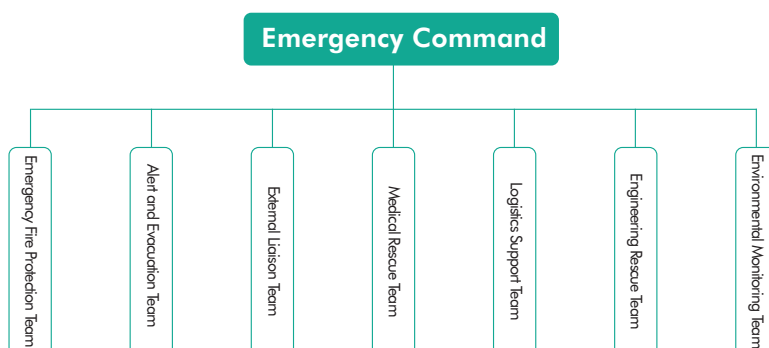 Emergency Command
Emergency Fire Protection Team
Alert and Evacuation Team
External Liaison Team
Medical Rescue Team
Logistics Support Team
Engineering Rescue Team
Environmental Monitoring Team